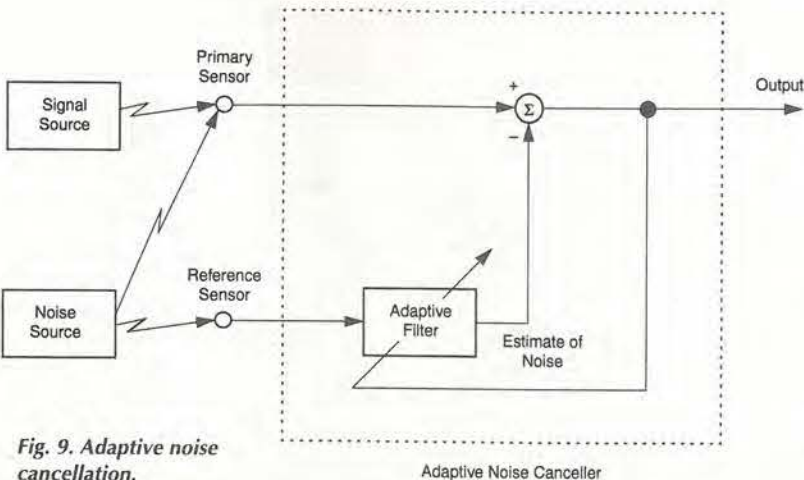 Primary
Sensor
Signal
Source
+
Σ
−
Output
Reference
Sensor
Noise
Source
Adaptive
Filter
Estimate of
Noise
Fig. 9. Adaptive noise
cancellation.
Adaptive Noise Canceller